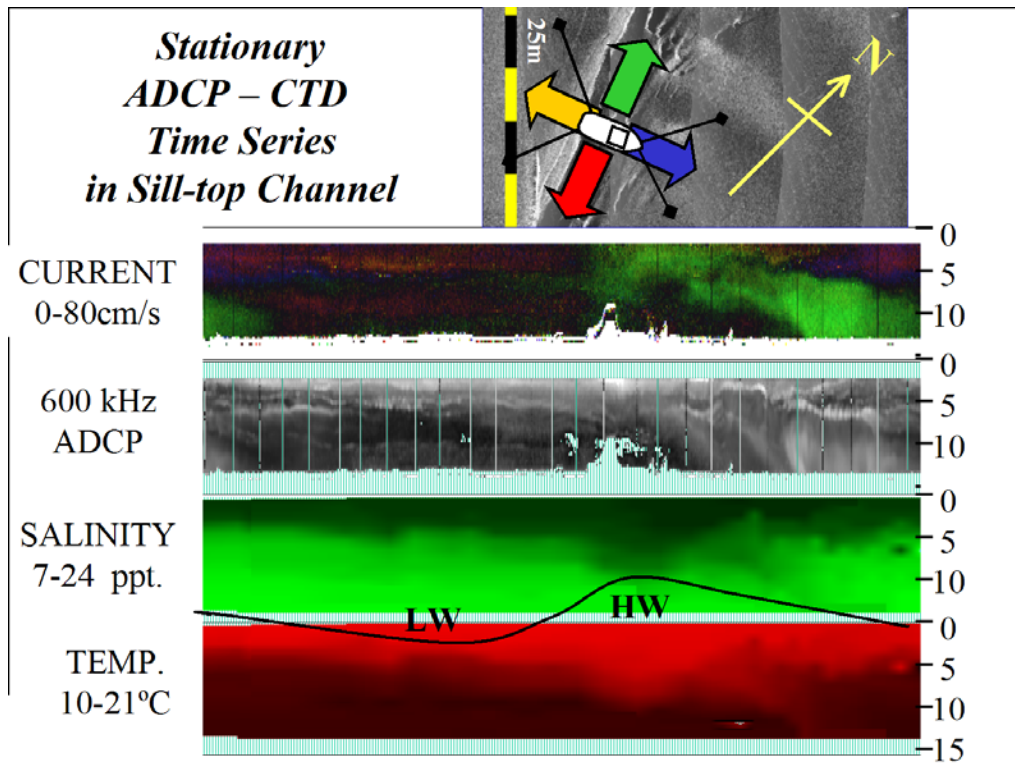 Stationary
ADCP – CTD
Time Series
in Sill-top Channel
25m
N
0
CURRENT
0-80cm/s
5
10
0
600 kHz
ADCP
5
10
0
SALINITY
7-24 ppt.
5
10
LW
HW
0
TEMP.
10-21ºC
5
10
15